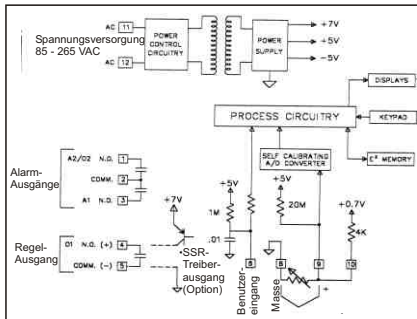 AC 11
Spannungsversorgung
85 - 265 VAC
AC 12
POWER
CONTROL
CIRCUITRY
POWER
SUPPLY
+7V
+5V
-5V
DISPLAYS
PROCESS CIRCUITRY
KEYPAD
E² MEMORY
SELF CALIBRATING
A/D CONVERTER
A2/O2 N.O. 1
Alarm-
Ausgänge
COMM. 2
A1 N.O. 3
+7V
+5V
+5V
+0.7V
1M
20M
4K
.01
Regel-
Ausgang
O1 N.O. (+) 4
COMM. (-) 5
•SSR-
Treiber-
ausgang
(Option)
Benutzer-
eingang
Masse
8
9
10
+